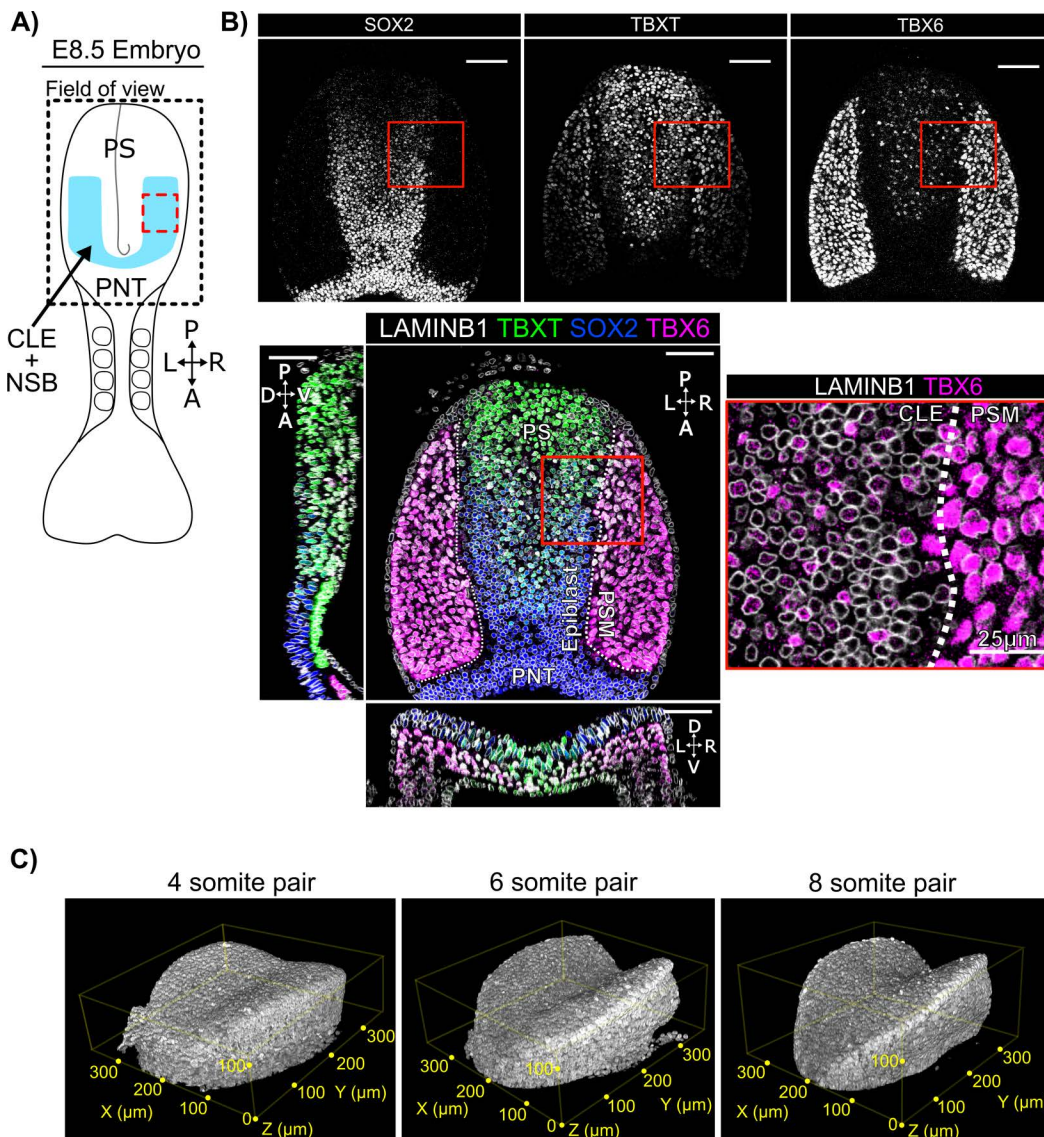 A)
E8.5 Embryo
Field of view
PS
PNT
CLE
+
NSB
P
L R
A
B)
SOX2
TBXT
TBX6
LAMINB1 TBXT SOX2 TBX6
P
D V
A
P
L R
A
PS
Epiblast
PSM
PNT
D
L R
V
LAMINB1 TBX6
CLE PSM
25µm
C)
4 somite pair
6 somite pair
8 somite pair
300
200
100
X (µm)
0
Z (µm)
100
100
200
300
Y (µm)
300
200
100
X (µm)
0
Z (µm)
100
100
200
300
Y (µm)
300
200
100
X (µm)
0
Z (µm)
100
100
200
300
Y (µm)